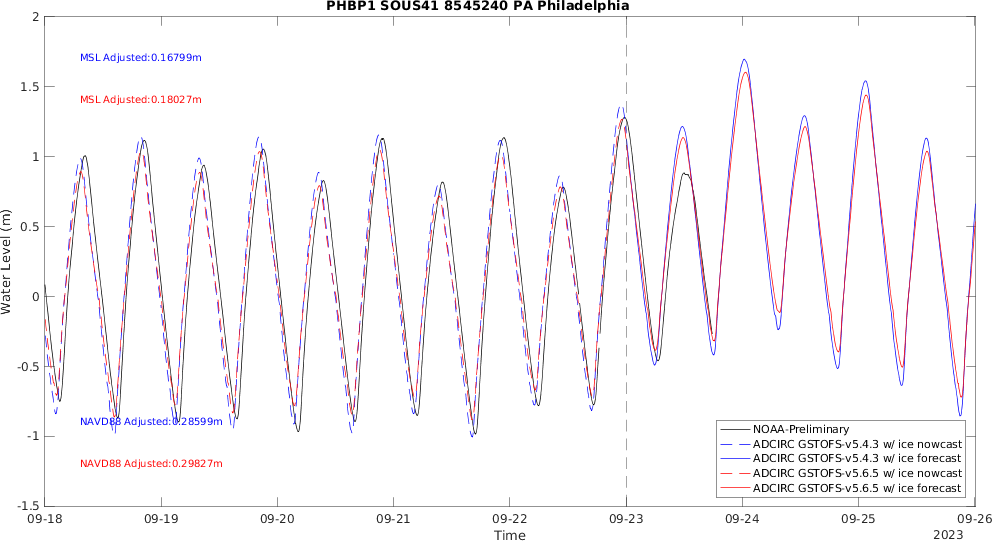 PHBP1 SOUS41 8545240 PA Philadelphia
Water Level (m)
2
1.5
1
0.5
0
-0.5
-1
-1.5
MSL Adjusted:0.16799m
MSL Adjusted:0.18027m
NAVD88 Adjusted:0.28599m
NAVD88 Adjusted:0.29827m
NOAA-Preliminary
ADCIRC GSTOFS-v5.4.3 w/ ice nowcast
ADCIRC GSTOFS-v5.4.3 w/ ice forecast
ADCIRC GSTOFS-v5.6.5 w/ ice nowcast
ADCIRC GSTOFS-v5.6.5 w/ ice forecast
09-18 09-19 09-20 09-21 09-22 09-23 09-24 09-25 09-26
Time
2023